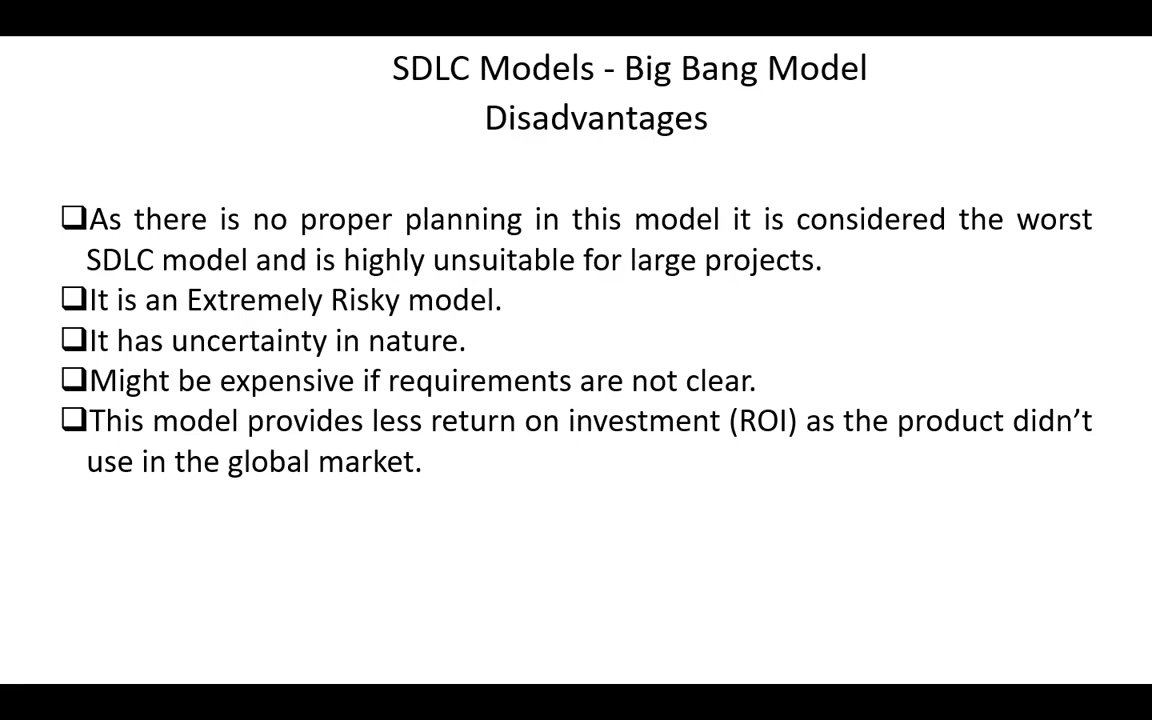 SDLC Models - Big Bang Model
Disadvantages
❑As there is no proper planning in this model it is considered the worst
SDLC model and is highly unsuitable for large projects.
❑It is an Extremely Risky model.
❑It has uncertainty in nature.
❑Might be expensive if requirements are not clear.
❑This model provides less return on investment (ROI) as the product didn’t
use in the global market.